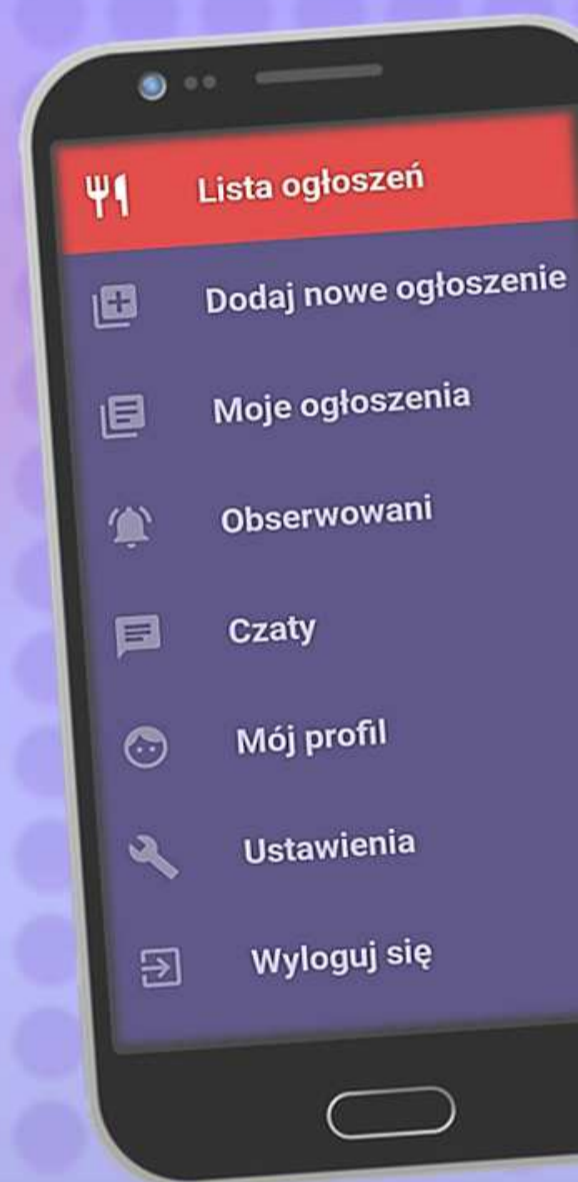 Lista ogłoszeń
Dodaj nowe ogłoszenie
Moje ogłoszenia
Obserwowani
Czaty
Mój profil
Ustawienia
Wyloguj się